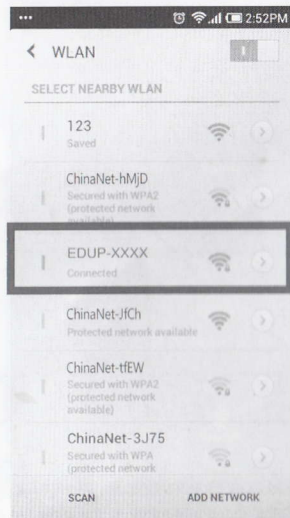 ... 2:52PM
WLAN
SELECT NEARBY WLAN
123
Saved
ChinaNet-hMjD
Secured with WPA2
(protected network
available)
EDUP-XXXX
Connected
ChinaNet-JfCh
Protected network available
ChinaNet-tfEW
Secured with WPA2
(protected network
available)
ChinaNet-3J75
Secured with WPA
(protected network
SCAN ADD NETWORK